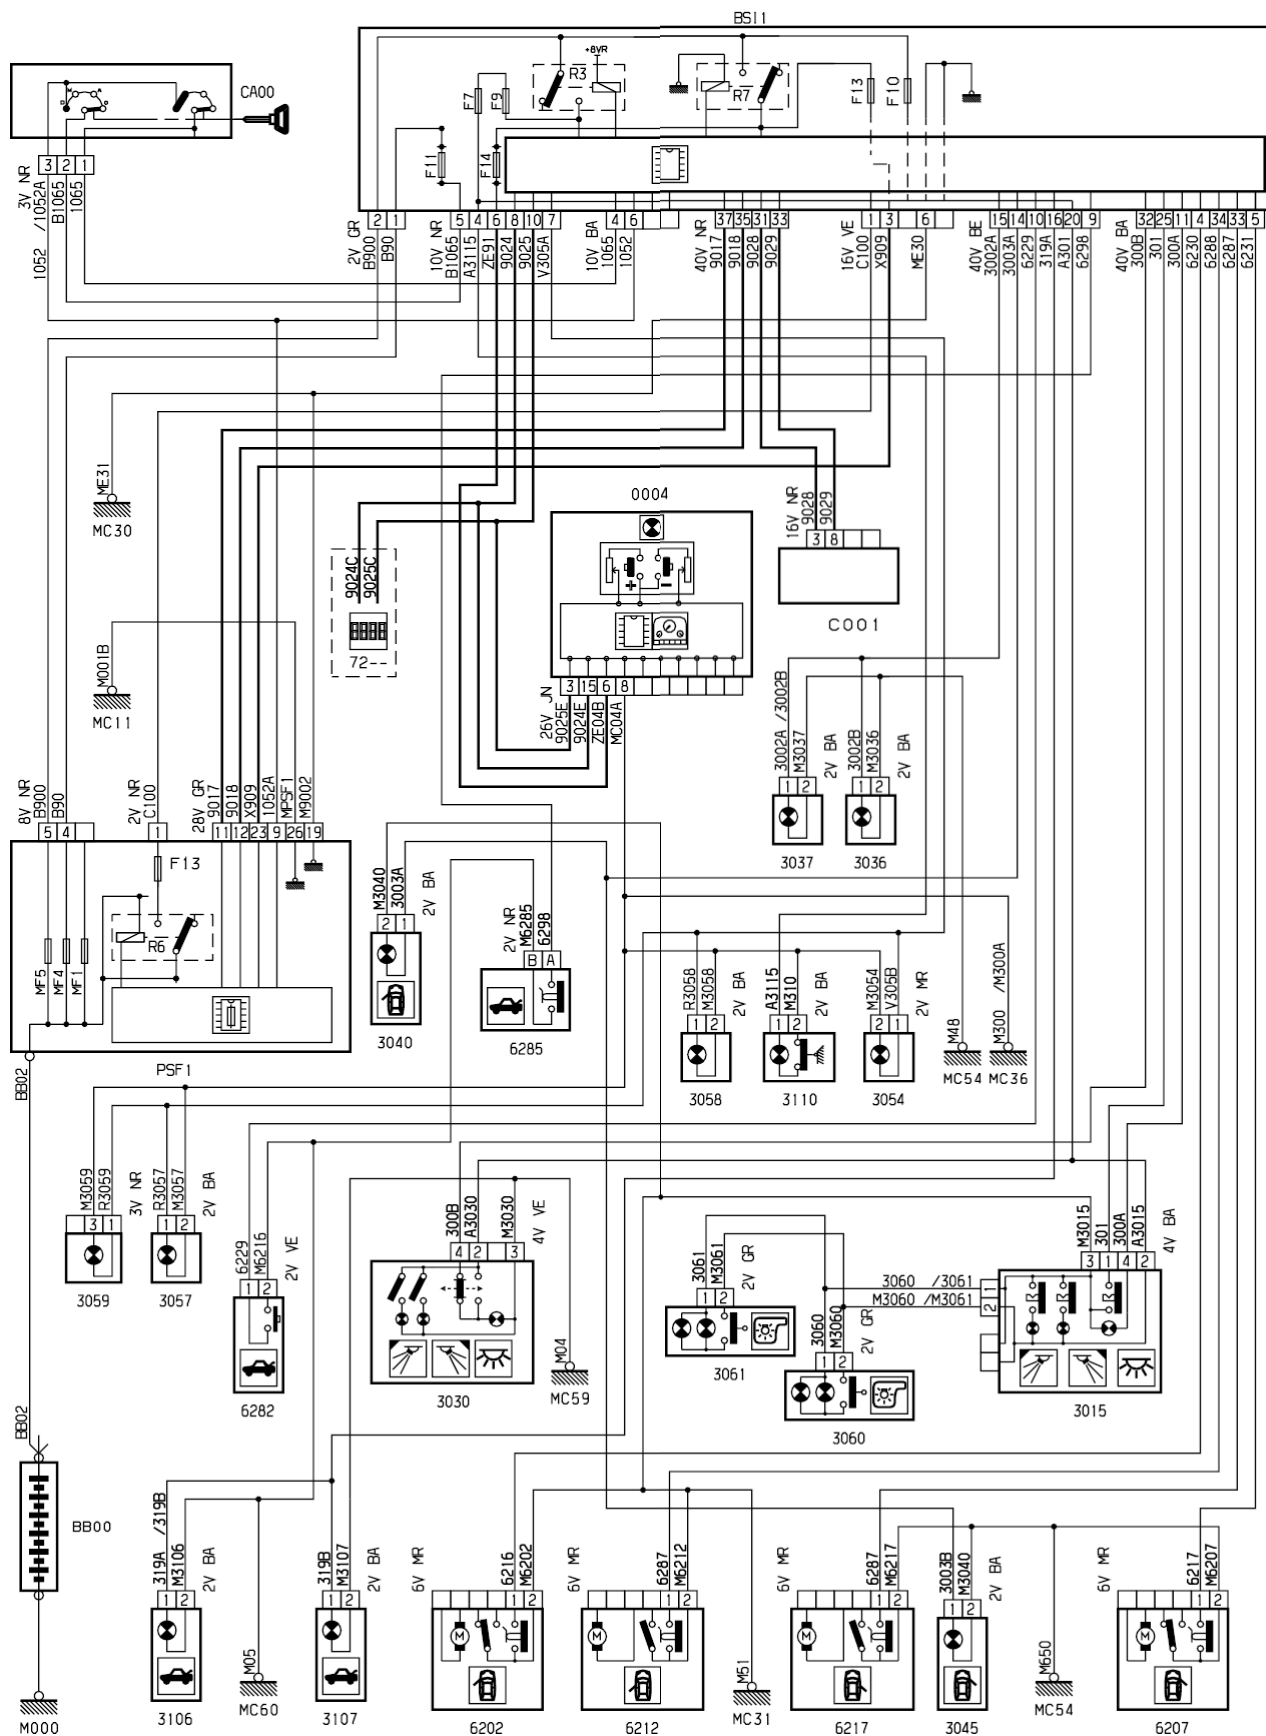 BSI1
+8VR
CA00
R3
R7
F7
F9
F13
F10
F11
F14
3 2 1
3V NR
1052 /1052A
B1065
1065
2 1
5 4 6 8 10 7
4 6
37 35 31 33
1 3 6
15 14 10 16 20 9
32 25 11 4 34 33 5
2V GR
B900
B90
10V NR
B1065
A3115
ZE91
9024
9025
V305A
10V BA
1065
1052
40V NR
9017
9018
9028
9029
16V VE
C100
X909
ME30
40V BE
3002A
3003A
6229
319A
A301
6298
40V BA
300B
301
300A
6230
6288
6287
6231
ME31
MC30
0004
+ -
16V NR
9028
9029
3 8
C001
9024C
9025C
72--
M001B
MC11
3 15 6 8
26V JN
9025E
9024E
ZE04B
MC04A
3002A /3002B
M3037
2V BA
3002B
M3036
2V BA
1 2
1 2
3037
3036
8V NR
B900
B90
2V NR
C100
28V GR
9017
9018
X909
1052A
MPSF1
M9002
5 4
1
11 12 23 9 26 19
F13
R6
MF5
MF4
MF1
PSF1
BB02
M3040
3003A
2V BA
2 1
3040
2V NR
M6285
6298
B A
6285
R3058
M3058
2V BA
1 2
3058
A3115
M310
2V BA
1 2
3110
M3054
V305B
2V MR
2 1
3054
M48
MC54
M300 /M300A
MC36
M3059
R3059
3V NR
3 1
3059
R3057
M3057
2V BA
1 2
3057
6229
M6216
2V VE
1 2
6282
300B
A3030
M3030
4V VE
4 2 3
3030
M04
MC59
3061
M3061
2V GR
1 2
3061
3060 /3061
M3060 /M3061
3060
M3060
2V GR
1 2
3060
M3015
301
300A
A3015
4V BA
3 1 4 2
1
2
3015
BB02
BB00
M000
319A /319B
M3106
2V BA
1 2
3106
M05
MC60
319B
M3107
2V BA
1 2
3107
6V MR
6216
M6202
1 2
M
6202
6V MR
6287
M6212
1 2
M
6212
M51
MC31
6V MR
6287
M6217
1 2
M
6217
3003B
M3040
2V BA
1 2
3045
M650
MC54
6V MR
6217
M6207
1 2
M
6207